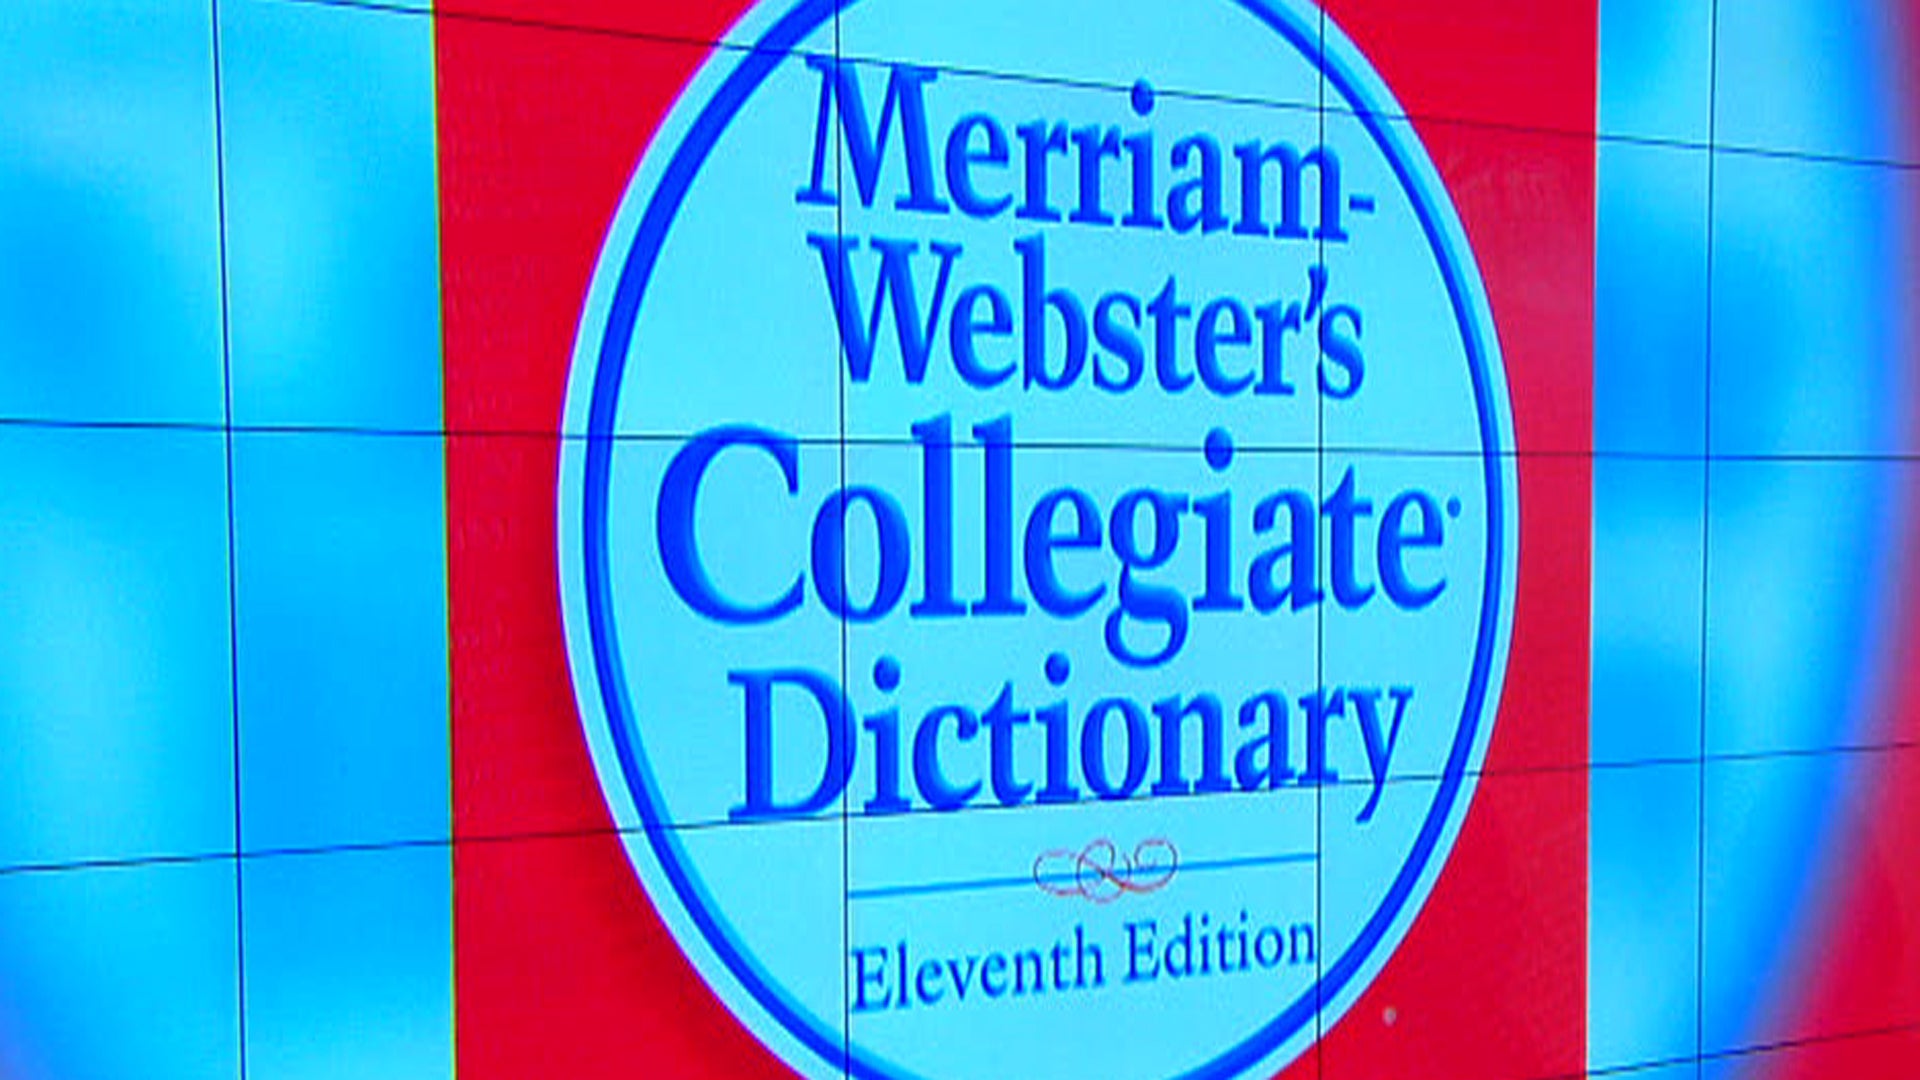 Merriam-
Webster's
Collegiate
Dictionary
Eleventh Edition